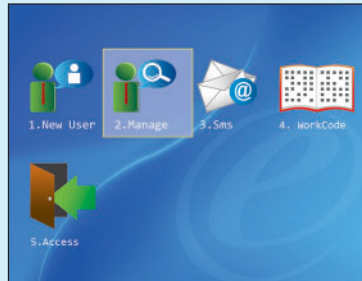 1.New User
2.Manage
3.Sms
4. WorkCode
5.Access